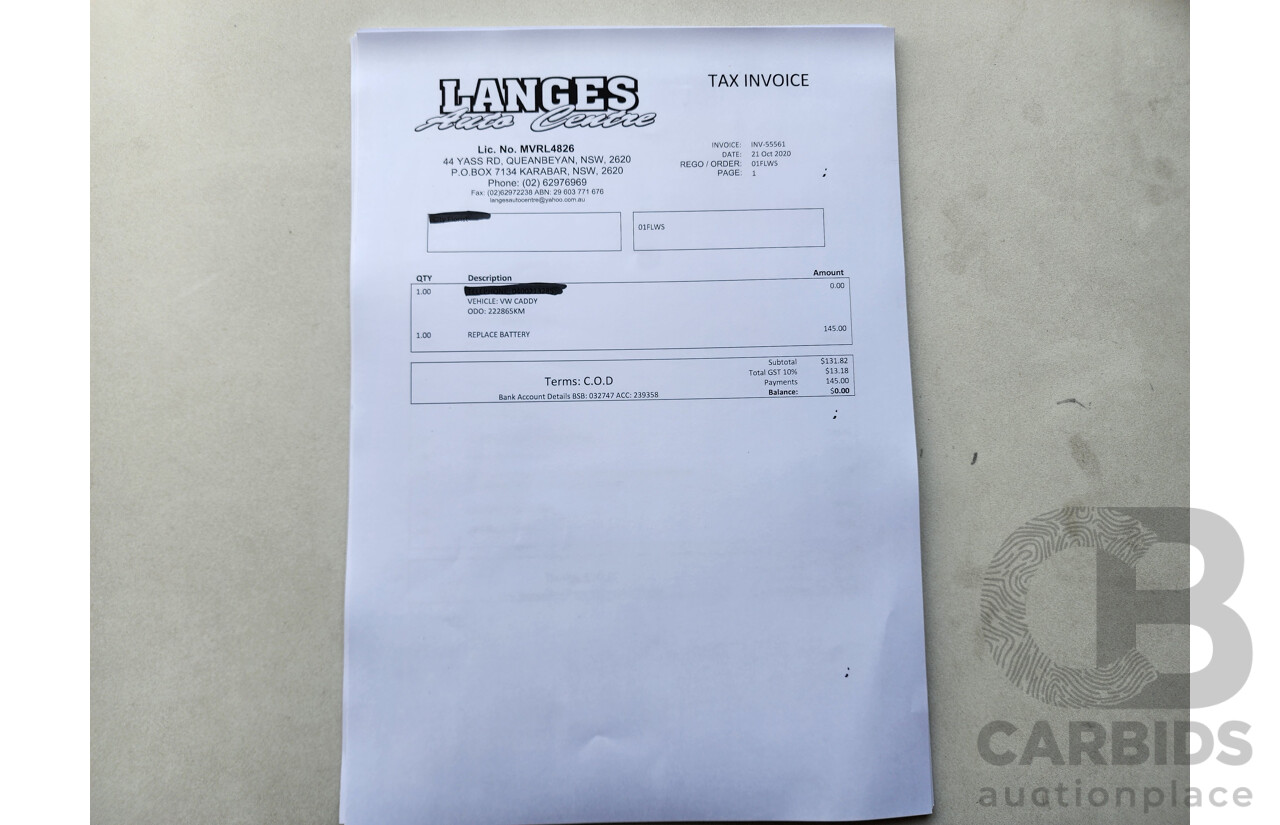 LANGES
Auto Centre
TAX INVOICE
Lic. No. MVRL4826
44 YASS RD, QUEANBEYAN, NSW, 2620
P.O.BOX 7134 KARABAR, NSW, 2620
Phone: (02) 62976969
Fax: (02)62972238 ABN: 29 603 771 676
langesautocentre@yahoo.com.au
INVOICE: INV-55561
DATE: 21 Oct 2020
REGO / ORDER: 01FLWS
PAGE: 1
01FLWS
QTY Description Amount
1.00 0.00
VEHICLE: VW CADDY
ODO: 222865KM
1.00 REPLACE BATTERY 145.00
Subtotal $131.82
Total GST 10% $13.18
Payments 145.00
Balance: $0.00
Terms: C.O.D
Bank Account Details BSB: 032747 ACC: 239358
CB
CARBIDS
auctionplace